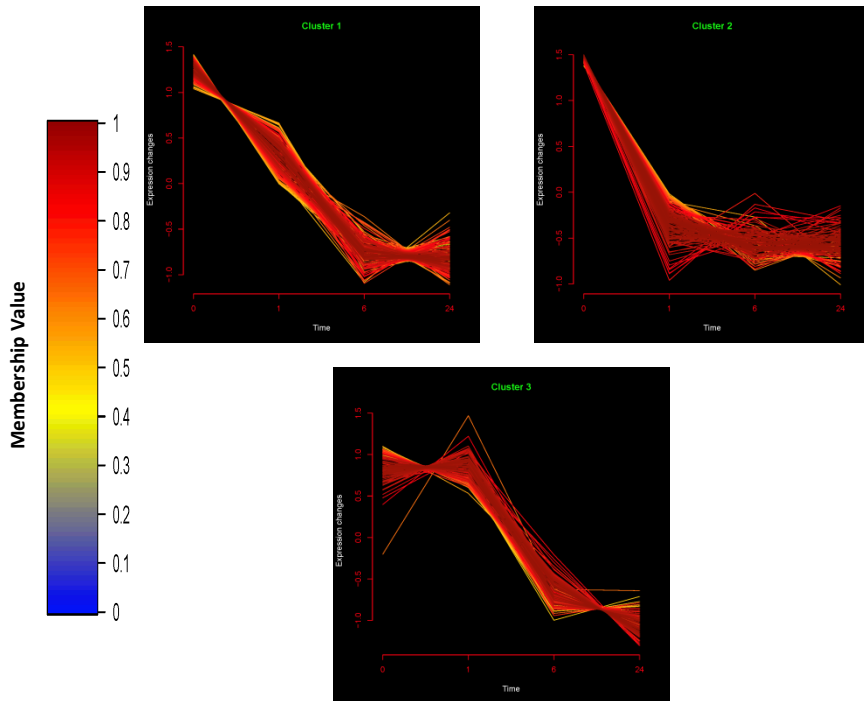 Cluster 1
Expression changes
1.5
1.0
0.5
0.0
−0.5
−1.0
0 1 6 24
Time
Cluster 2
Expression changes
1.5
1.0
0.5
0.0
−0.5
−1.0
0 1 6 24
Time
Membership Value
1
0.9
0.8
0.7
0.6
0.5
0.4
0.3
0.2
0.1
0
Cluster 3
Expression changes
1.5
1.0
0.5
0.0
−0.5
−1.0
0 1 6 24
Time